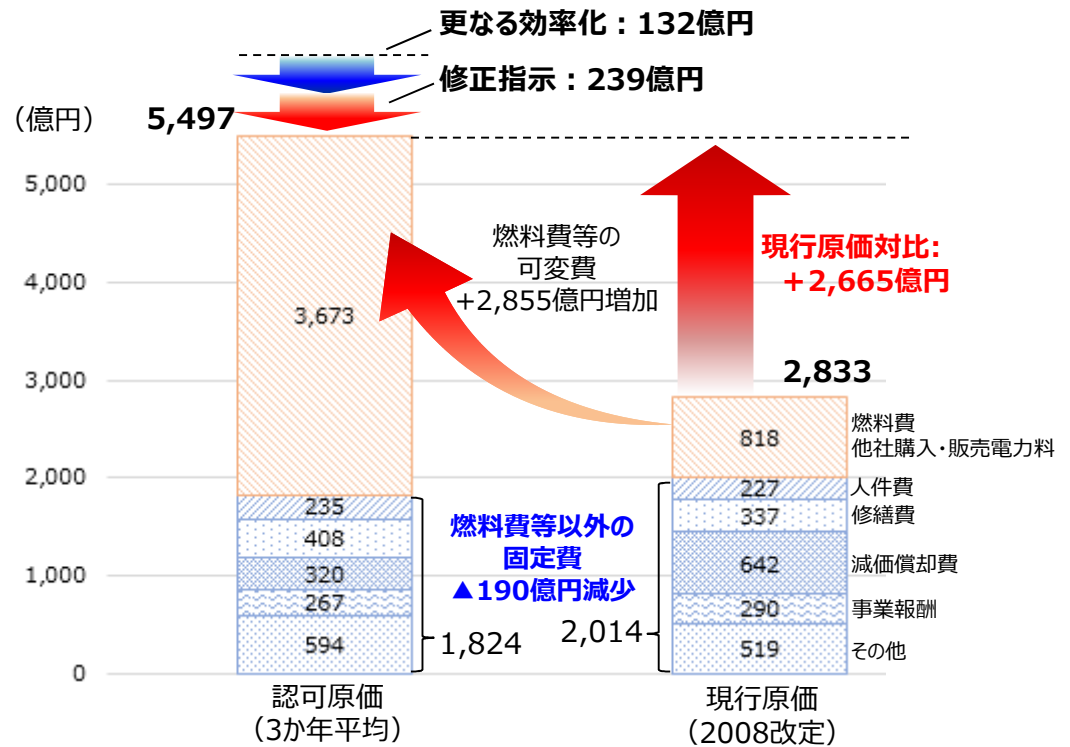 更なる効率化：132億円
修正指示：239億円
（億円）
5,497
5,000
4,000
3,000
2,000
1,000
0
燃料費等の
可変費
+2,855億円増加
現行原価対比:
＋2,665億円
2,833
3,673
235
408
320
267
594
燃料費等以外の
固定費
▲190億円減少
1,824
2,014
818
227
337
642
290
519
燃料費
他社購入・販売電力料
人件費
修繕費
減価償却費
事業報酬
その他
認可原価
（3か年平均）
現行原価
（2008改定）